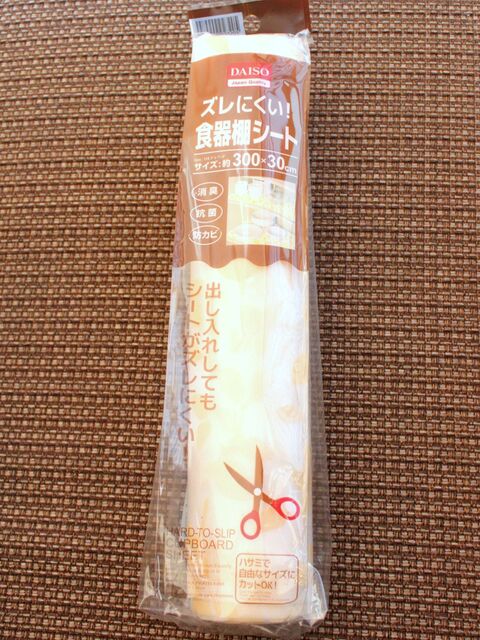 DAISO
Japan Quality
ズレにくい!
食器棚シート
サイズ:約300×30cm
消臭
抗菌
防カビ
出し入れしても
シートがズレにくい!
HARD-TO-SLIP
CUPBOARD
ハサミで
自由なサイズに
カットOK!